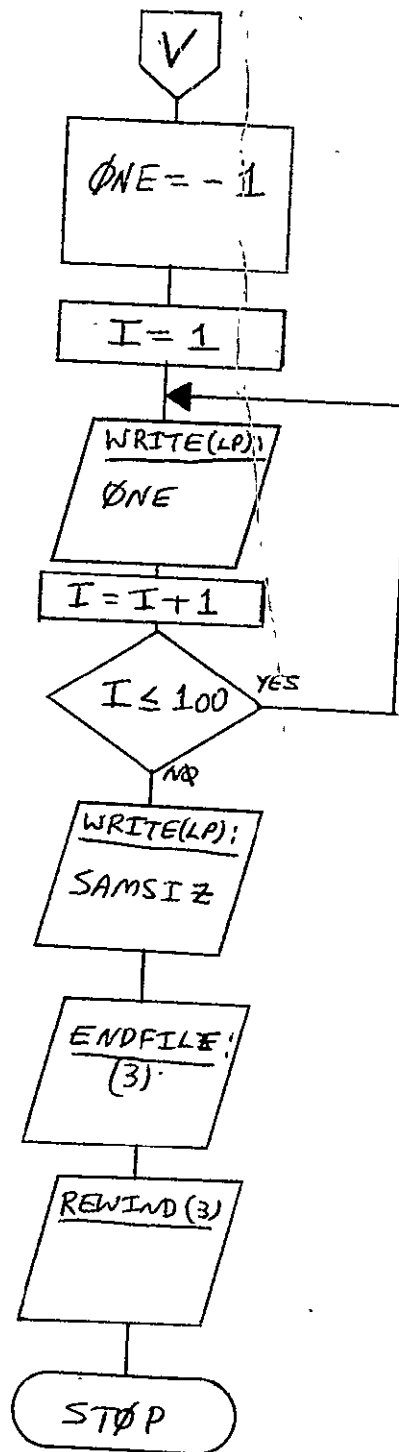 V
ØNE = - 1
I = 1
WRITE(LP):
ØNE
I = I + 1
I ≤ 100
YES
NØ
WRITE(LP):
SAMSIZ
ENDFILE:
(3)
REWIND(3)
STØP